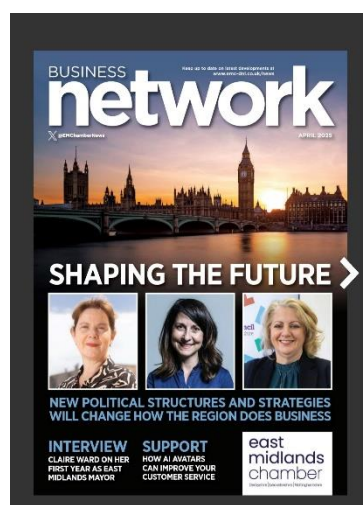 BUSINESS
network
Keep up to date on latest developments at
www.emc-dnl.co.uk/news
@EMChamberNews
APRIL 2025
SHAPING THE FUTURE
NEW POLITICAL STRUCTURES AND STRATEGIES
WILL CHANGE HOW THE REGION DOES BUSINESS
INTERVIEW
CLAIRE WARD ON HER
FIRST YEAR AS EAST
MIDLANDS MAYOR
SUPPORT
HOW AI AVATARS
CAN IMPROVE YOUR
CUSTOMER SERVICE
east
midlands
chamber